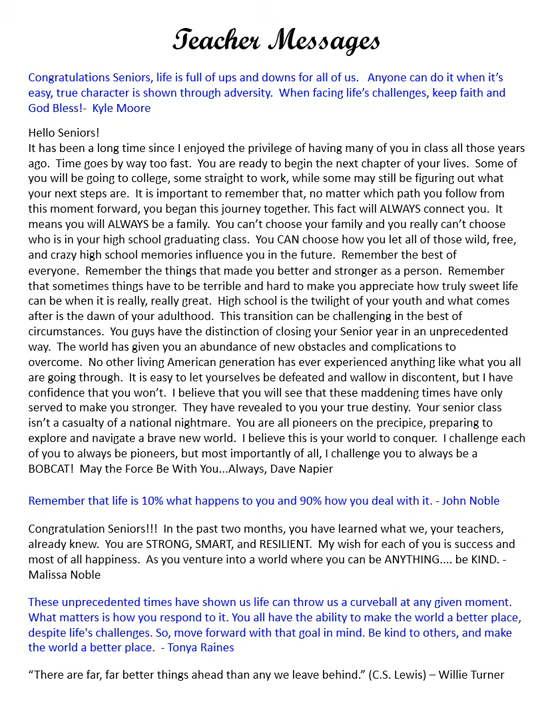 Teacher Messages
Congratulations Seniors, life is full of ups and downs for all of us.   Anyone can do it when it's
easy, true character is shown through adversity.  When facing life's challenges, keep faith and
God Bless!-  Kyle Moore
Hello Seniors!
It has been a long time since I enjoyed the privilege of having many of you in class all those years
ago.  Time goes by way too fast.  You are ready to begin the next chapter of your lives.  Some of
you will be going to college, some straight to work, while some may still be figuring out what
your next steps are.  It is important to remember that, no matter which path you follow from
this moment forward, you began this journey together. This fact will ALWAYS connect you.  It
means you will ALWAYS be a family.  You can't choose your family and you really can't choose
who is in your high school graduating class.  You CAN choose how you let all of those wild, free,
and crazy high school memories influence you in the future.  Remember the best of
everyone.  Remember the things that made you better and stronger as a person.  Remember
that sometimes things have to be terrible and hard to make you appreciate how truly sweet life
can be when it is really, really great.  High school is the twilight of your youth and what comes
after is the dawn of your adulthood.  This transition can be challenging in the best of
circumstances.  You guys have the distinction of closing your Senior year in an unprecedented
way.  The world has given you an abundance of new obstacles and complications to
overcome.  No other living American generation has ever experienced anything like what you all
are going through.  It is easy to let yourselves be defeated and wallow in discontent, but I have
confidence that you won't.  I believe that you will see that these maddening times have only
served to make you stronger.  They have revealed to you your true destiny.  Your senior class
isn't a casualty of a national nightmare.  You are all pioneers on the precipice, preparing to
explore and navigate a brave new world.  I believe this is your world to conquer.  I challenge each
of you to always be pioneers, but most importantly of all, I challenge you to always be a
BOBCAT!  May the Force Be With You...Always, Dave Napier
Remember that life is 10% what happens to you and 90% how you deal with it. - John Noble
Congratulation Seniors!!!  In the past two months, you have learned what we, your teachers,
already knew.  You are STRONG, SMART, and RESILIENT.  My wish for each of you is success and
most of all happiness.  As you venture into a world where you can be ANYTHING.... be KIND. -
Malissa Noble
These unprecedented times have shown us life can throw us a curveball at any given moment.
What matters is how you respond to it. You all have the ability to make the world a better place,
despite life's challenges. So, move forward with that goal in mind. Be kind to others, and make
the world a better place.  - Tonya Raines
"There are far, far better things ahead than any we leave behind." (C.S. Lewis) – Willie Turner